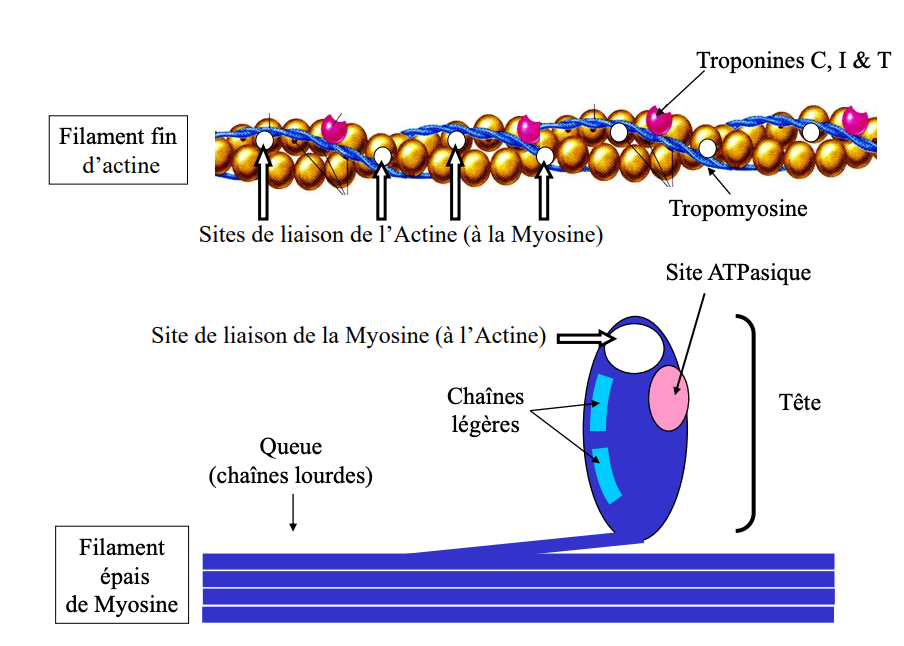 Troponines C, I & T
Filament fin
d’actine
Tropomyosine
Sites de liaison de l’Actine (à la Myosine)
Site ATPasique
Site de liaison de la Myosine (à l’Actine)
Chaînes
légères
Tête
Queue
(chaînes lourdes)
Filament
épais
de Myosine